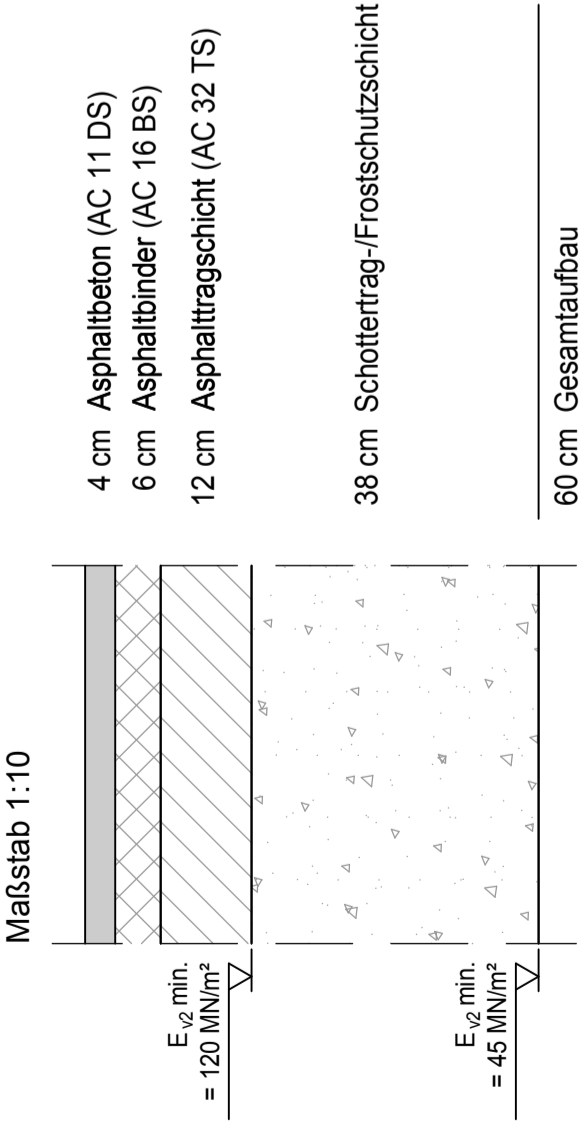 Maßstab 1:10
4 cm Asphaltbeton (AC 11 DS)
6 cm Asphaltbinder (AC 16 BS)
12 cm Asphalttragschicht (AC 32 TS)
38 cm Schottertrag-/Frostschutzschicht
60 cm Gesamtaufbau
Ev2 min.
= 120 MN/m²
Ev2 min.
= 45 MN/m²